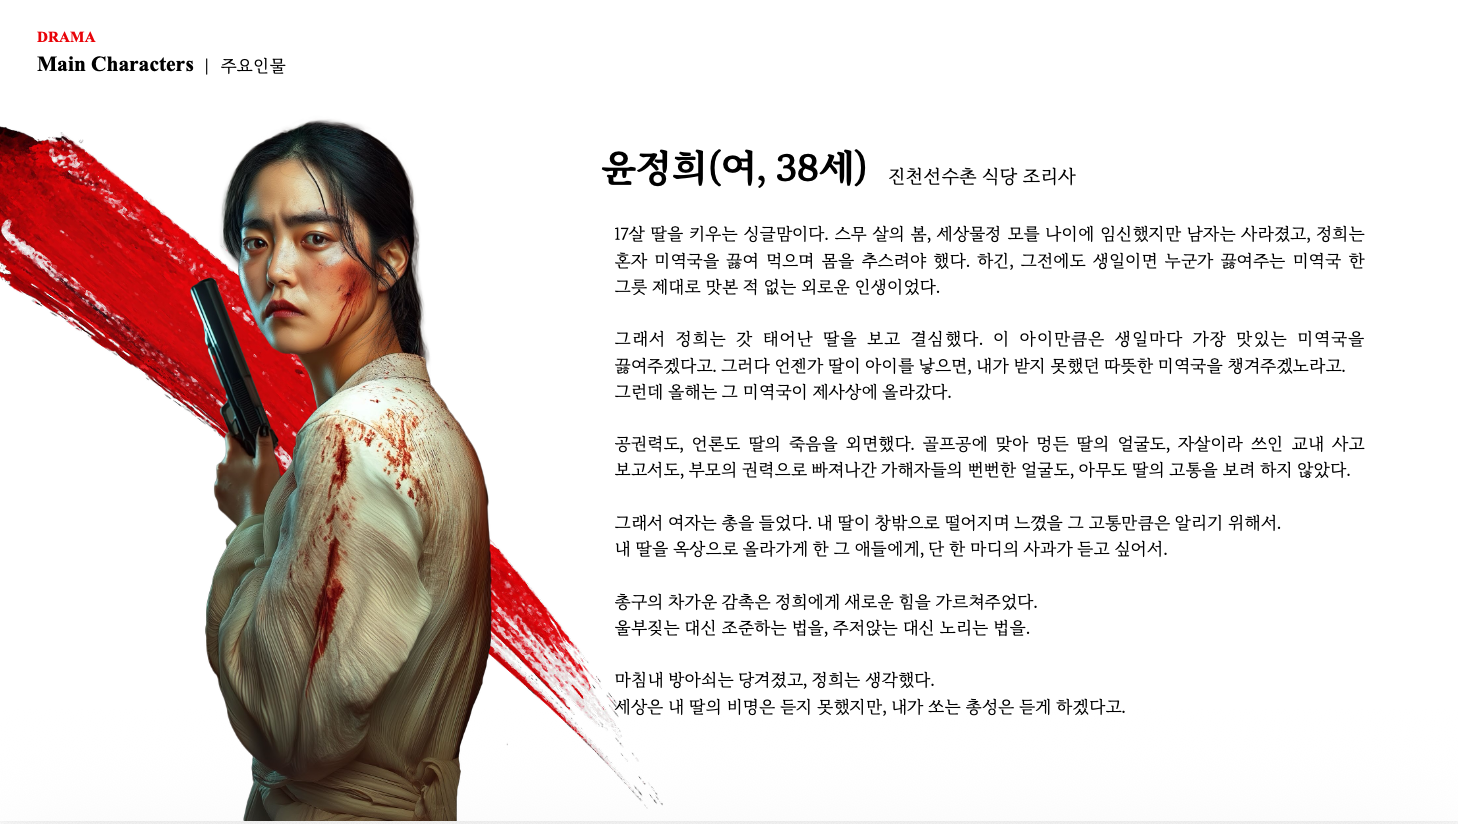 DRAMA
Main Characters | 주요인물
윤정희(여, 38세) 진천선수촌 식당 조리사
17살 딸을 키우는 싱글맘이다. 스무 살의 봄, 세상물정 모를 나이에 임신했지만 남자는 사라졌고, 정희는
혼자 미역국을 끓여 먹으며 몸을 추스려야 했다. 하긴, 그전에도 생일이면 누군가 끓여주는 미역국 한
그릇 제대로 맛본 적 없는 외로운 인생이었다.
그래서 정희는 갓 태어난 딸을 보고 결심했다. 이 아이만큼은 생일마다 가장 맛있는 미역국을
끓여주겠다고. 그러다 언젠가 딸이 아이를 낳으면, 내가 받지 못했던 따뜻한 미역국을 챙겨주겠노라고.
그런데 올해는 그 미역국이 제사상에 올라갔다.
공권력도, 언론도 딸의 죽음을 외면했다. 골프공에 맞아 멍든 딸의 얼굴도, 자살이라 쓰인 교내 사고
보고서도, 부모의 권력으로 빠져나간 가해자들의 뻔뻔한 얼굴도, 아무도 딸의 고통을 보려 하지 않았다.
그래서 여자는 총을 들었다. 내 딸이 창밖으로 떨어지며 느꼈을 그 고통만큼은 알리기 위해서.
내 딸을 옥상으로 올라가게 한 그 애들에게, 단 한 마디의 사과가 듣고 싶어서.
총구의 차가운 감촉은 정희에게 새로운 힘을 가르쳐주었다.
울부짖는 대신 조준하는 법을, 주저앉는 대신 노리는 법을.
마침내 방아쇠는 당겨졌고, 정희는 생각했다.
세상은 내 딸의 비명은 듣지 못했지만, 내가 쏘는 총성은 듣게 하겠다고.